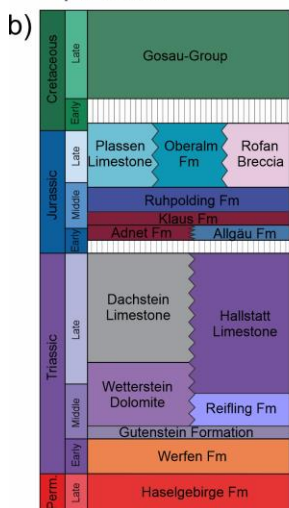 b)
Cretaceous
Late
Gosau-Group
Early
Jurassic
Late
Plassen
Limestone
Oberalm
Fm
Rofan
Breccia
Middle
Ruhpolding Fm
Klaus Fm
Early
Adnet Fm
Allgäu Fm
Triassic
Late
Dachstein
Limestone
Hallstatt
Limestone
Middle
Wetterstein
Dolomite
Reifling Fm
Gutenstein Formation
Early
Werfen Fm
Perm.
Late
Haselgebirge Fm